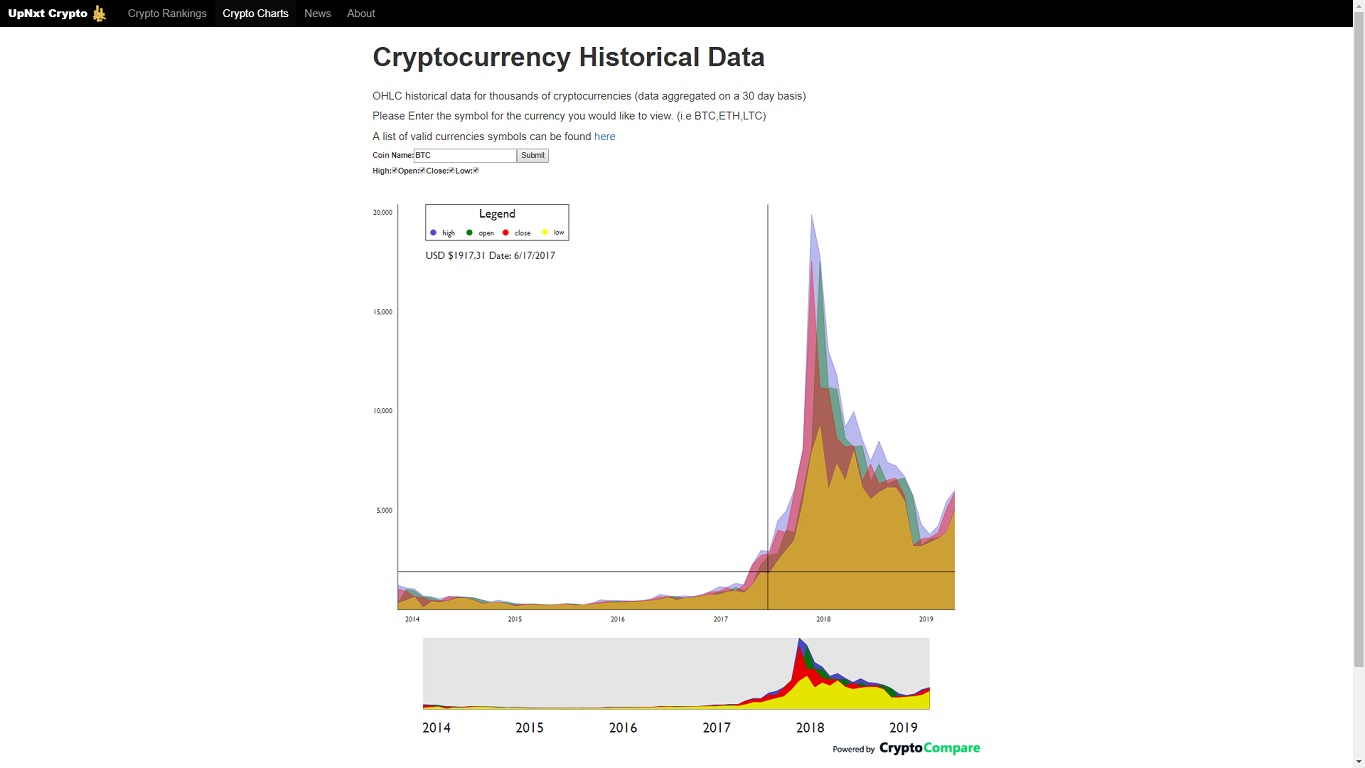 UpNxt Crypto Crypto Rankings Crypto Charts News About
Cryptocurrency Historical Data
OHLC historical data for thousands of cryptocurrencies (data aggregated on a 30 day basis)
Please Enter the symbol for the currency you would like to view. (i.e BTC,ETH,LTC)
A list of valid currencies symbols can be found here
Coin Name: BTC Submit
High: Open: Close: Low:
Legend
high open close low
USD $1917.31 Date: 6/17/2017
20,000
15,000
10,000
5,000
2014 2015 2016 2017 2018 2019
2014 2015 2016 2017 2018 2019
Powered by CryptoCompare